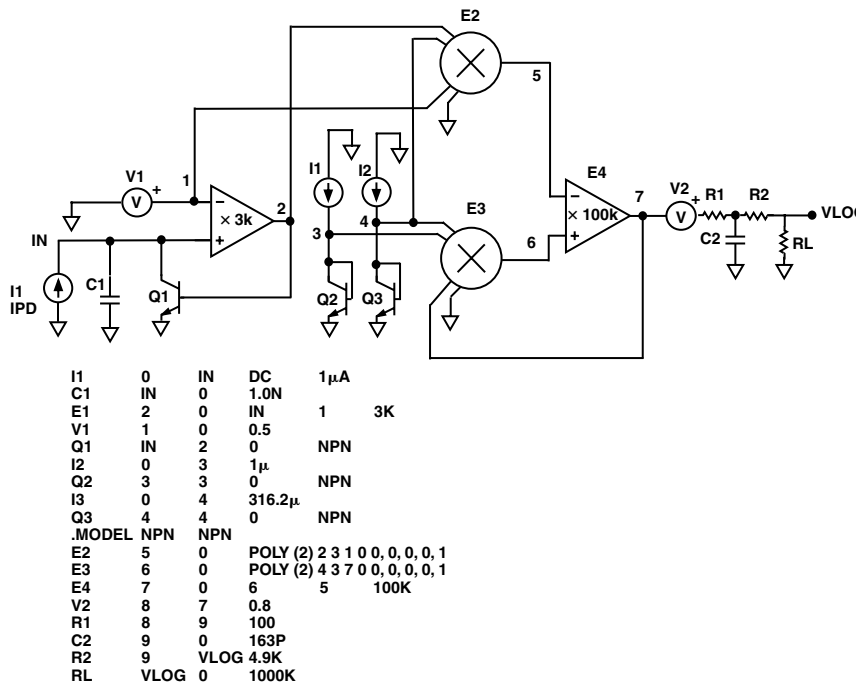 E2
5
V1
1
V
+
–
× 3k
+
2
IN
I1
IPD
C1
Q1
I1
I2
3
4
Q2
Q3
E3
6
E4
–
× 100k
+
7
V2
+
V
R1
R2
C2
RL
VLOG
I1 0 IN DC 1μA
C1 IN 0 1.0N
E1 2 0 IN 1 3K
V1 1 0 0.5
Q1 IN 2 0 NPN
I2 0 3 1μ
Q2 3 3 0 NPN
I3 0 4 316.2μ
Q3 4 4 0 NPN
.MODEL NPN NPN
E2 5 0 POLY (2) 2 3 1 0 0, 0, 0, 0, 1
E3 6 0 POLY (2) 4 3 7 0 0, 0, 0, 0, 1
E4 7 0 6 5 100K
V2 8 7 0.8
R1 8 9 100
C2 9 0 163P
R2 9 VLOG 4.9K
RL VLOG 0 1000K